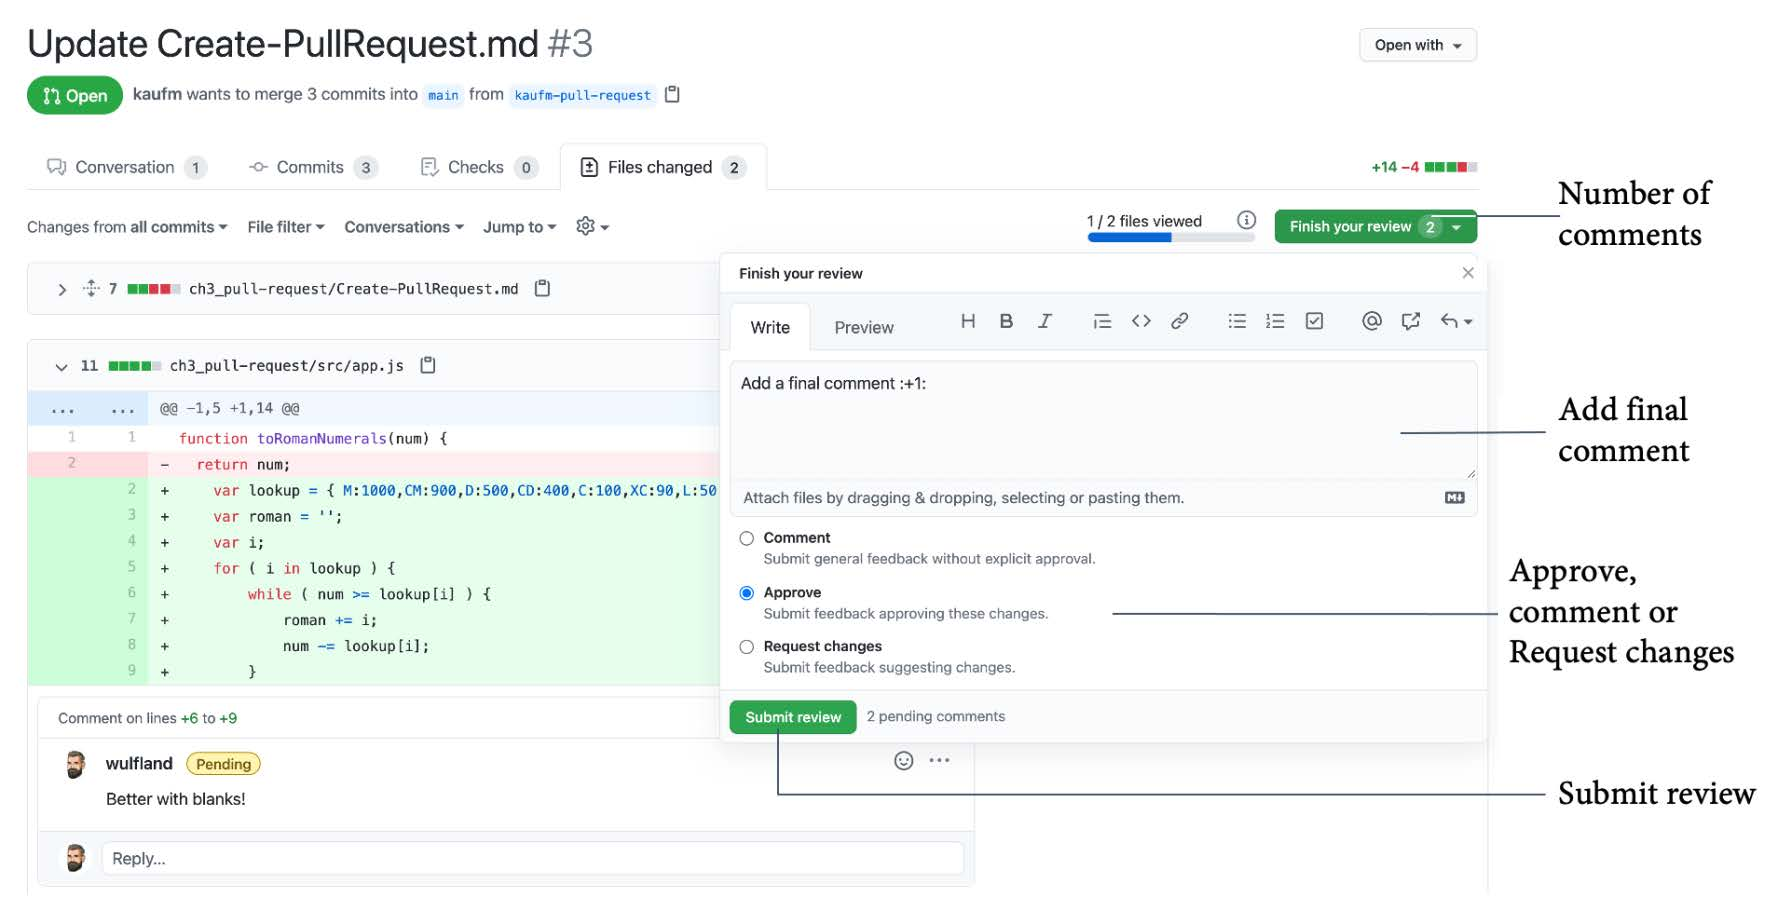 Update Create-PullRequest.md #3
Open with
Open kaufm wants to merge 3 commits into main from kaufm-pull-request
Conversation 1 Commits 3 Checks 0 Files changed 2
+14 −4
Number of
comments
Changes from all commits File filter Conversations Jump to
1 / 2 files viewed
Finish your review 2
7 ch3_pull-request/Create-PullRequest.md
11 ch3_pull-request/src/app.js
... ... @@ −1,5 +1,14 @@
1 1 function toRomanNumerals(num) {
2 − return num;
2 + var lookup = { M:1000,CM:900,D:500,CD:400,C:100,XC:90,L:50
3 + var roman = '';
4 + var i;
5 + for ( i in lookup ) {
6 + while ( num >= lookup[i] ) {
7 + roman += i;
8 + num −= lookup[i];
9 + }
Comment on lines +6 to +9
wulfland Pending
Better with blanks!
Reply...
Finish your review
Write Preview H B I
Add a final comment :+1:
Attach files by dragging & dropping, selecting or pasting them.
Comment
Submit general feedback without explicit approval.
Approve
Submit feedback approving these changes.
Request changes
Submit feedback suggesting changes.
Submit review 2 pending comments
Add final
comment
Approve,
comment or
Request changes
Submit review